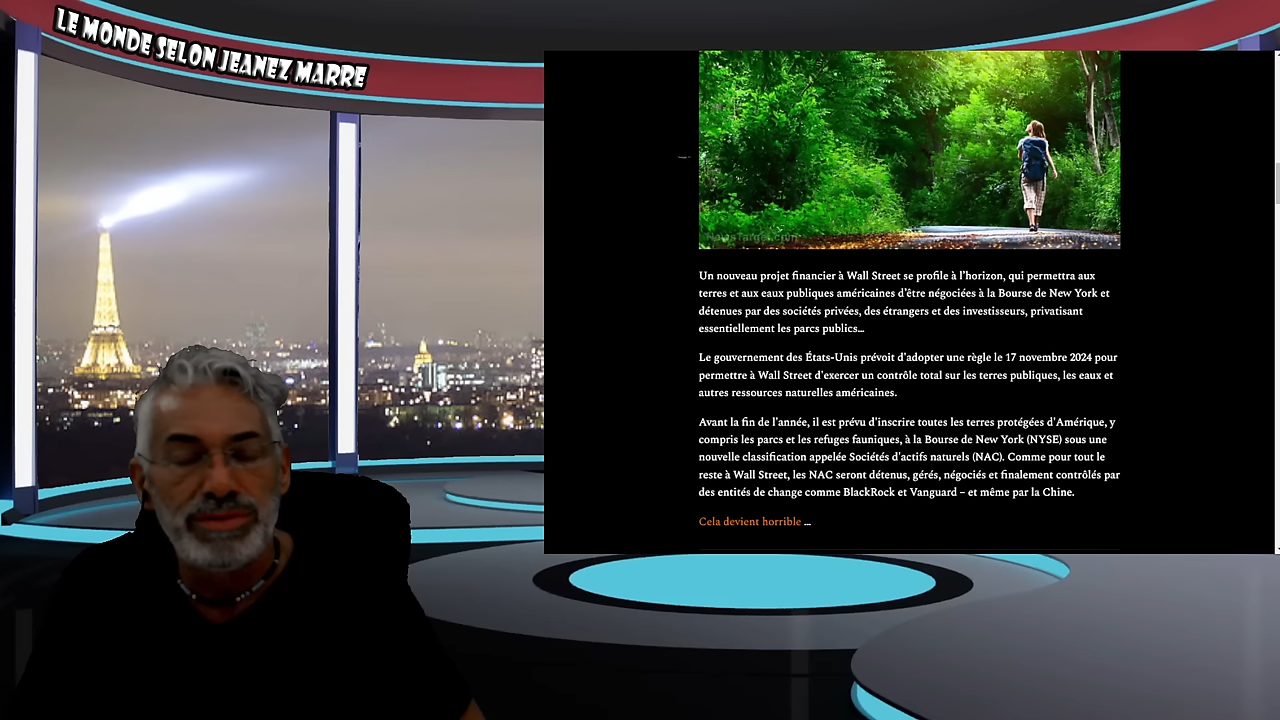 LE MONDE SELON JEANEZ MARRE
NewsTarget.com
Un nouveau projet financier à Wall Street se profile à l'horizon, qui permettra aux
terres et aux eaux publiques américaines d'être négociées à la Bourse de New York et
détenues par des sociétés privées, des étrangers et des investisseurs, privatisant
essentiellement les parcs publics...
Le gouvernement des États-Unis prévoit d'adopter une règle le 17 novembre 2024 pour
permettre à Wall Street d'exercer un contrôle total sur les terres publiques, les eaux et
autres ressources naturelles américaines.
Avant la fin de l'année, il est prévu d'inscrire toutes les terres protégées d'Amérique, y
compris les parcs et les refuges fauniques, à la Bourse de New York (NYSE) sous une
nouvelle classification appelée Sociétés d'actifs naturels (NAC). Comme pour tout le
reste à Wall Street, les NAC seront détenus, gérés, négociés et finalement contrôlés par
des entités de change comme BlackRock et Vanguard – et même par la Chine.
Cela devient horrible ...